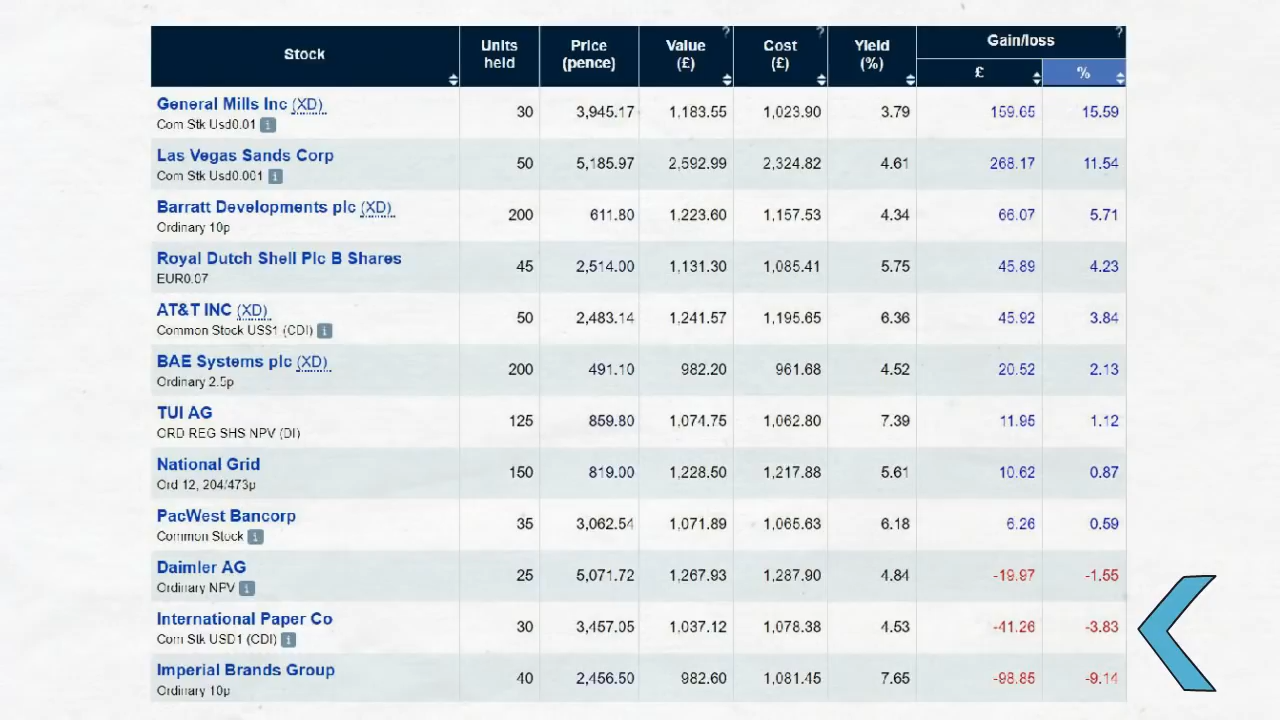 Stock Units held Price (pence) Value (£) ? Cost (£) ? Yield (%) Gain/loss ?
£ %
General Mills Inc (XD) 30 3,945.17 1,183.55 1,023.90 3.79 159.65 15.59
Com Stk Usd0.01 i
Las Vegas Sands Corp 50 5,185.97 2,592.99 2,324.82 4.61 268.17 11.54
Com Stk Usd0.001 i
Barratt Developments plc (XD) 200 611.80 1,223.60 1,157.53 4.34 66.07 5.71
Ordinary 10p
Royal Dutch Shell Plc B Shares 45 2,514.00 1,131.30 1,085.41 5.75 45.89 4.23
EUR0.07
AT&T INC (XD) 50 2,483.14 1,241.57 1,195.65 6.36 45.92 3.84
Common Stock US$1 (CDI) i
BAE Systems plc (XD) 200 491.10 982.20 961.68 4.52 20.52 2.13
Ordinary 2.5p
TUI AG 125 859.80 1,074.75 1,062.80 7.39 11.95 1.12
ORD REG SHS NPV (DI)
National Grid 150 819.00 1,228.50 1,217.88 5.61 10.62 0.87
Ord 12, 204/473p
PacWest Bancorp 35 3,062.54 1,071.89 1,065.63 6.18 6.26 0.59
Common Stock i
Daimler AG 25 5,071.72 1,267.93 1,287.90 4.84 -19.97 -1.55
Ordinary NPV i
International Paper Co 30 3,457.05 1,037.12 1,078.38 4.53 -41.26 -3.83
Com Stk USD1 (CDI) i
Imperial Brands Group 40 2,456.50 982.60 1,081.45 7.65 -98.85 -9.14
Ordinary 10p